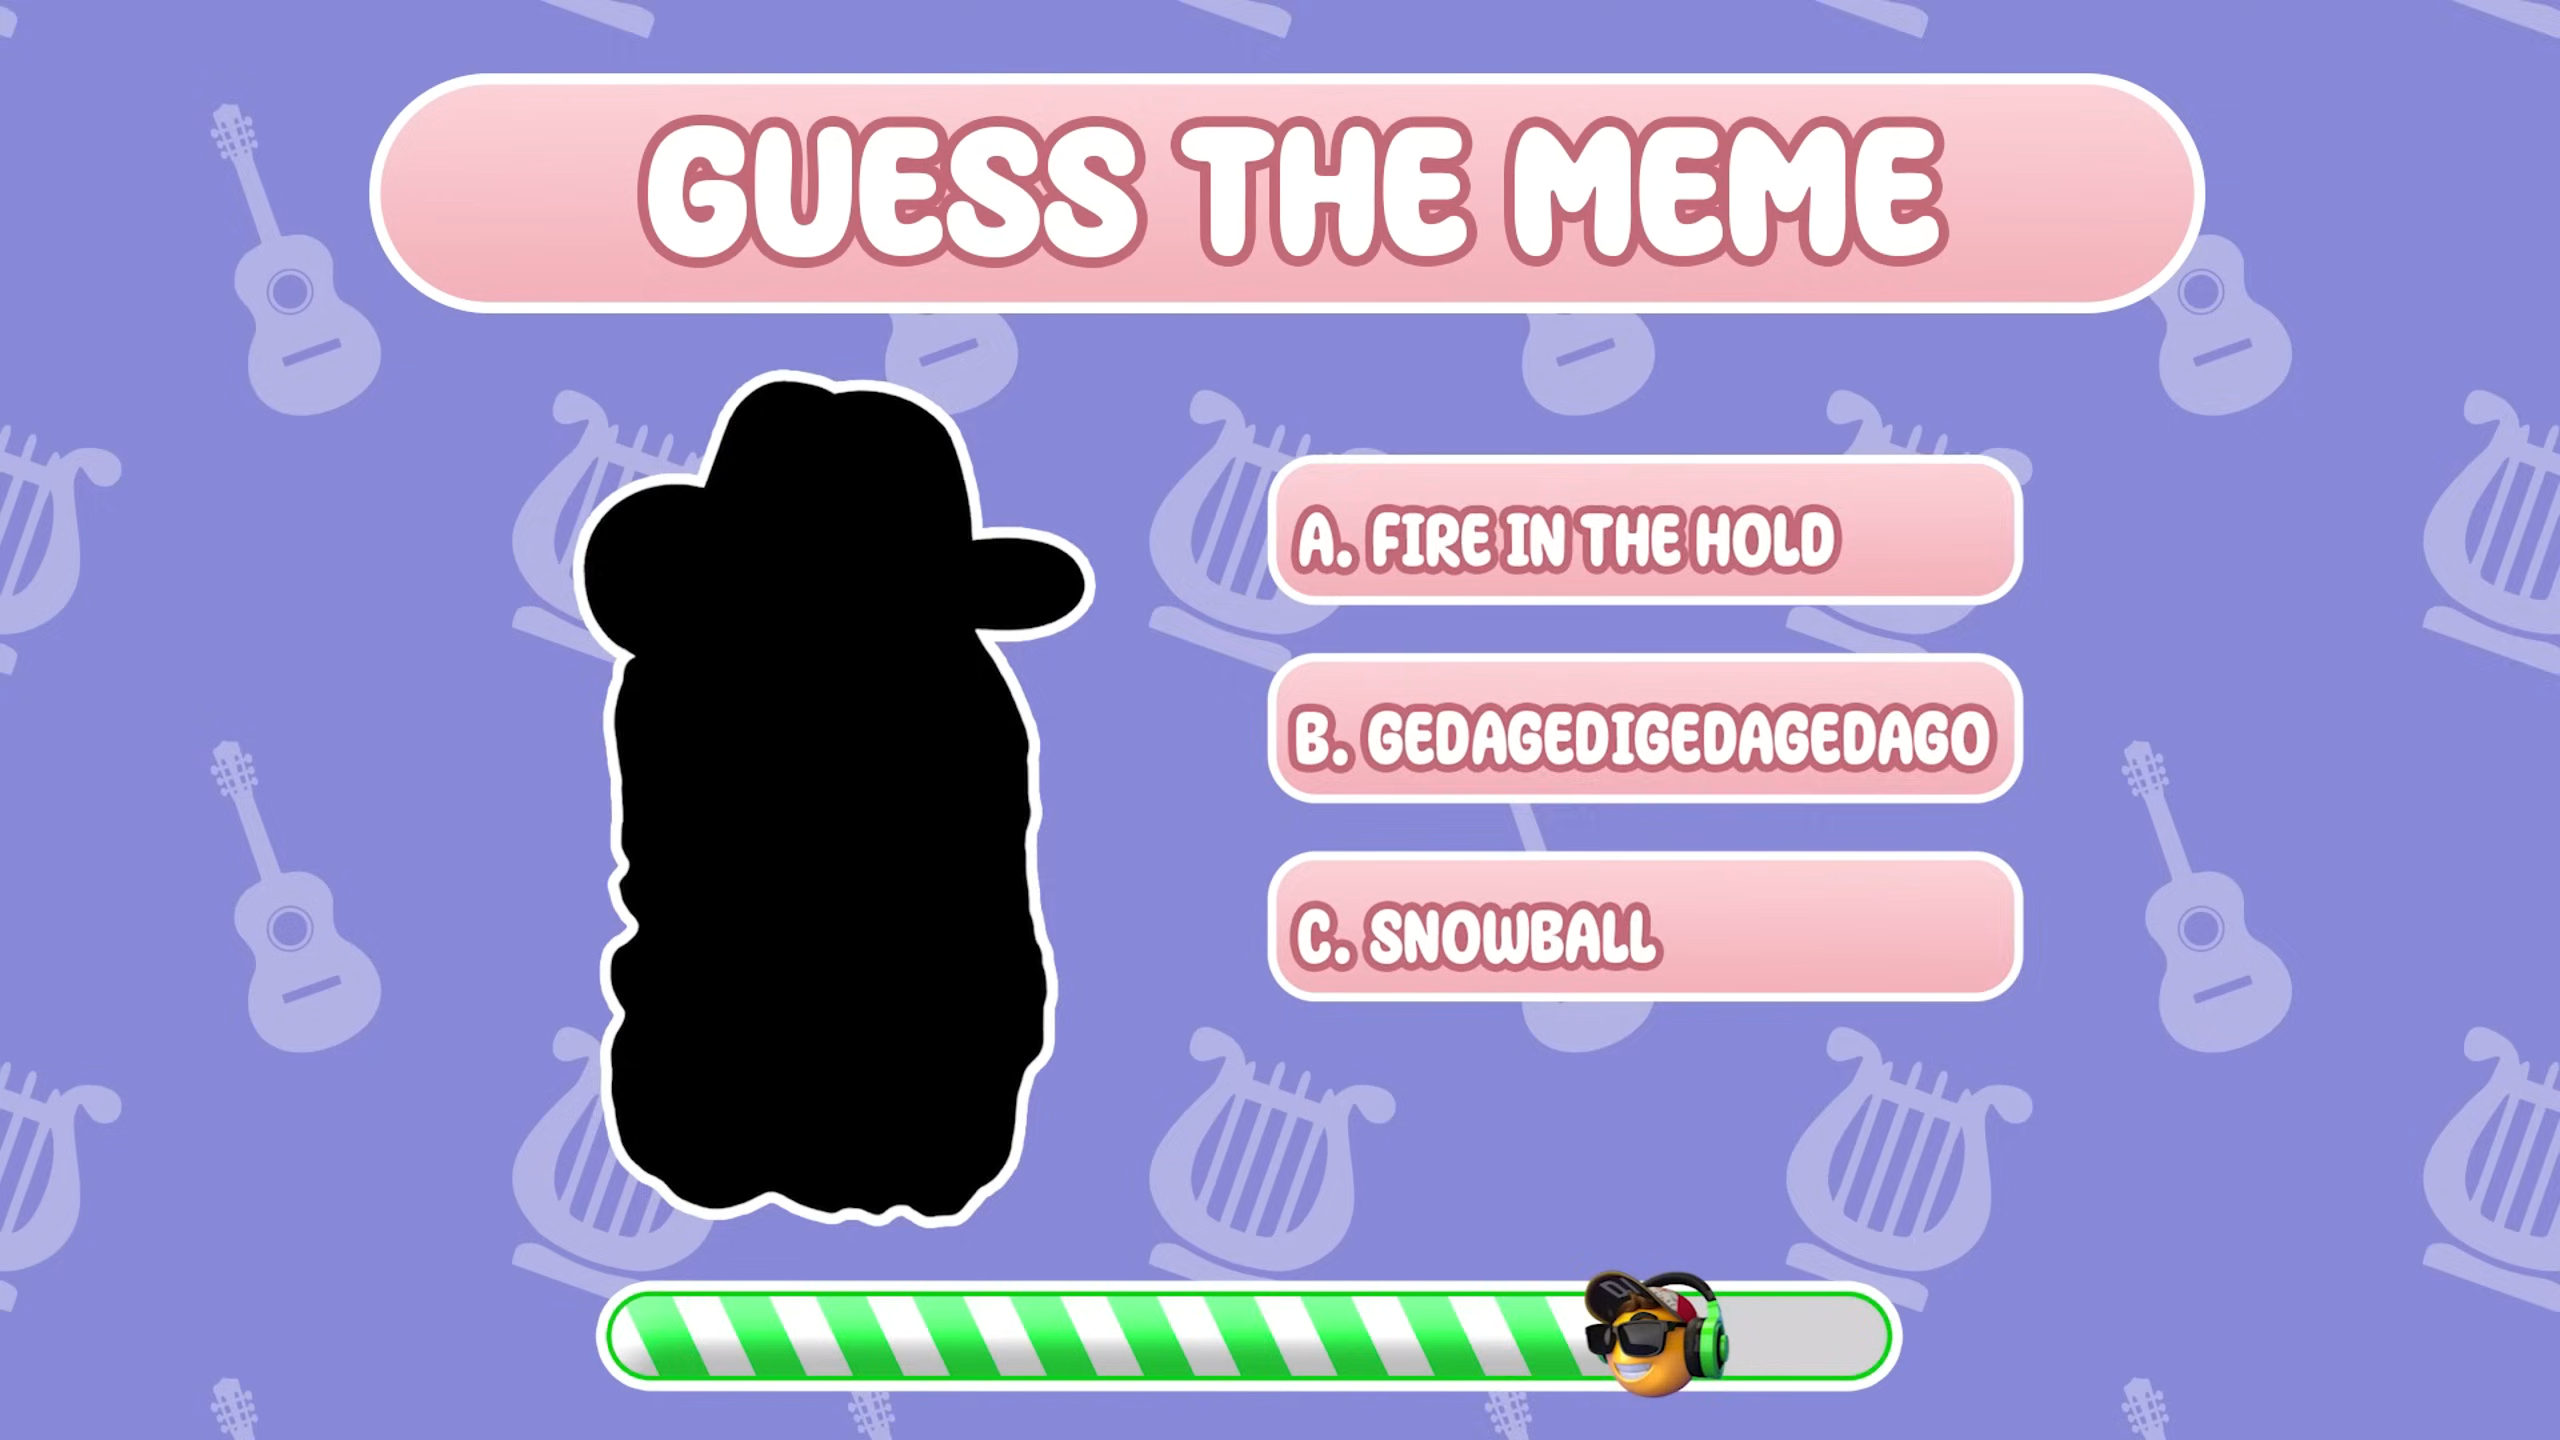 GUESS THE MEME
A. FIRE IN THE HOLD
B. GEDAGEDIGEDAGEDAGO
C. SNOWBALL